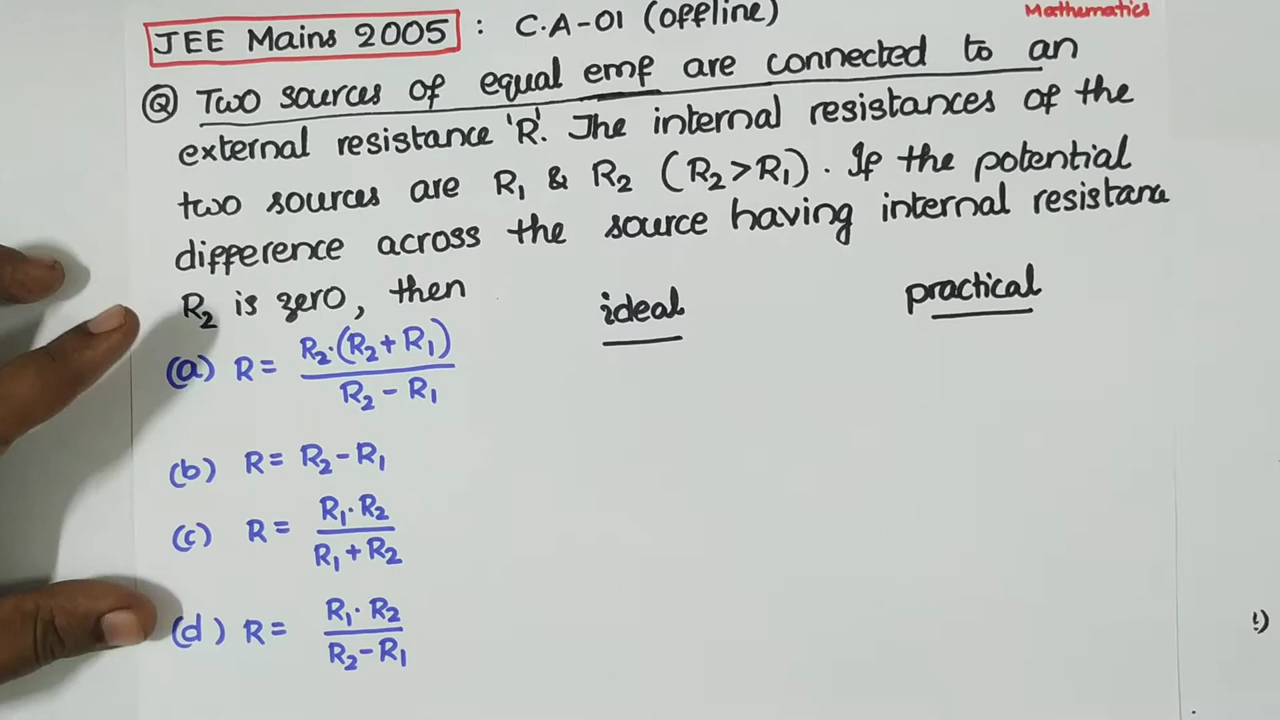 Mathematics
JEE Mains 2005 : C.A-01 (offline)
Q Two sources of equal emf are connected to an
external resistance 'R'. The internal resistances of the
two sources are R₁ & R₂ (R₂>R₁). If the potential
difference across the source having internal resistanc
R₂ is zero, then
ideal
practical
(a) R= R₂·(R₂+R₁) / R₂-R₁
(b) R= R₂-R₁
(c) R= R₁·R₂ / R₁+R₂
(d) R= R₁·R₂ / R₂-R₁